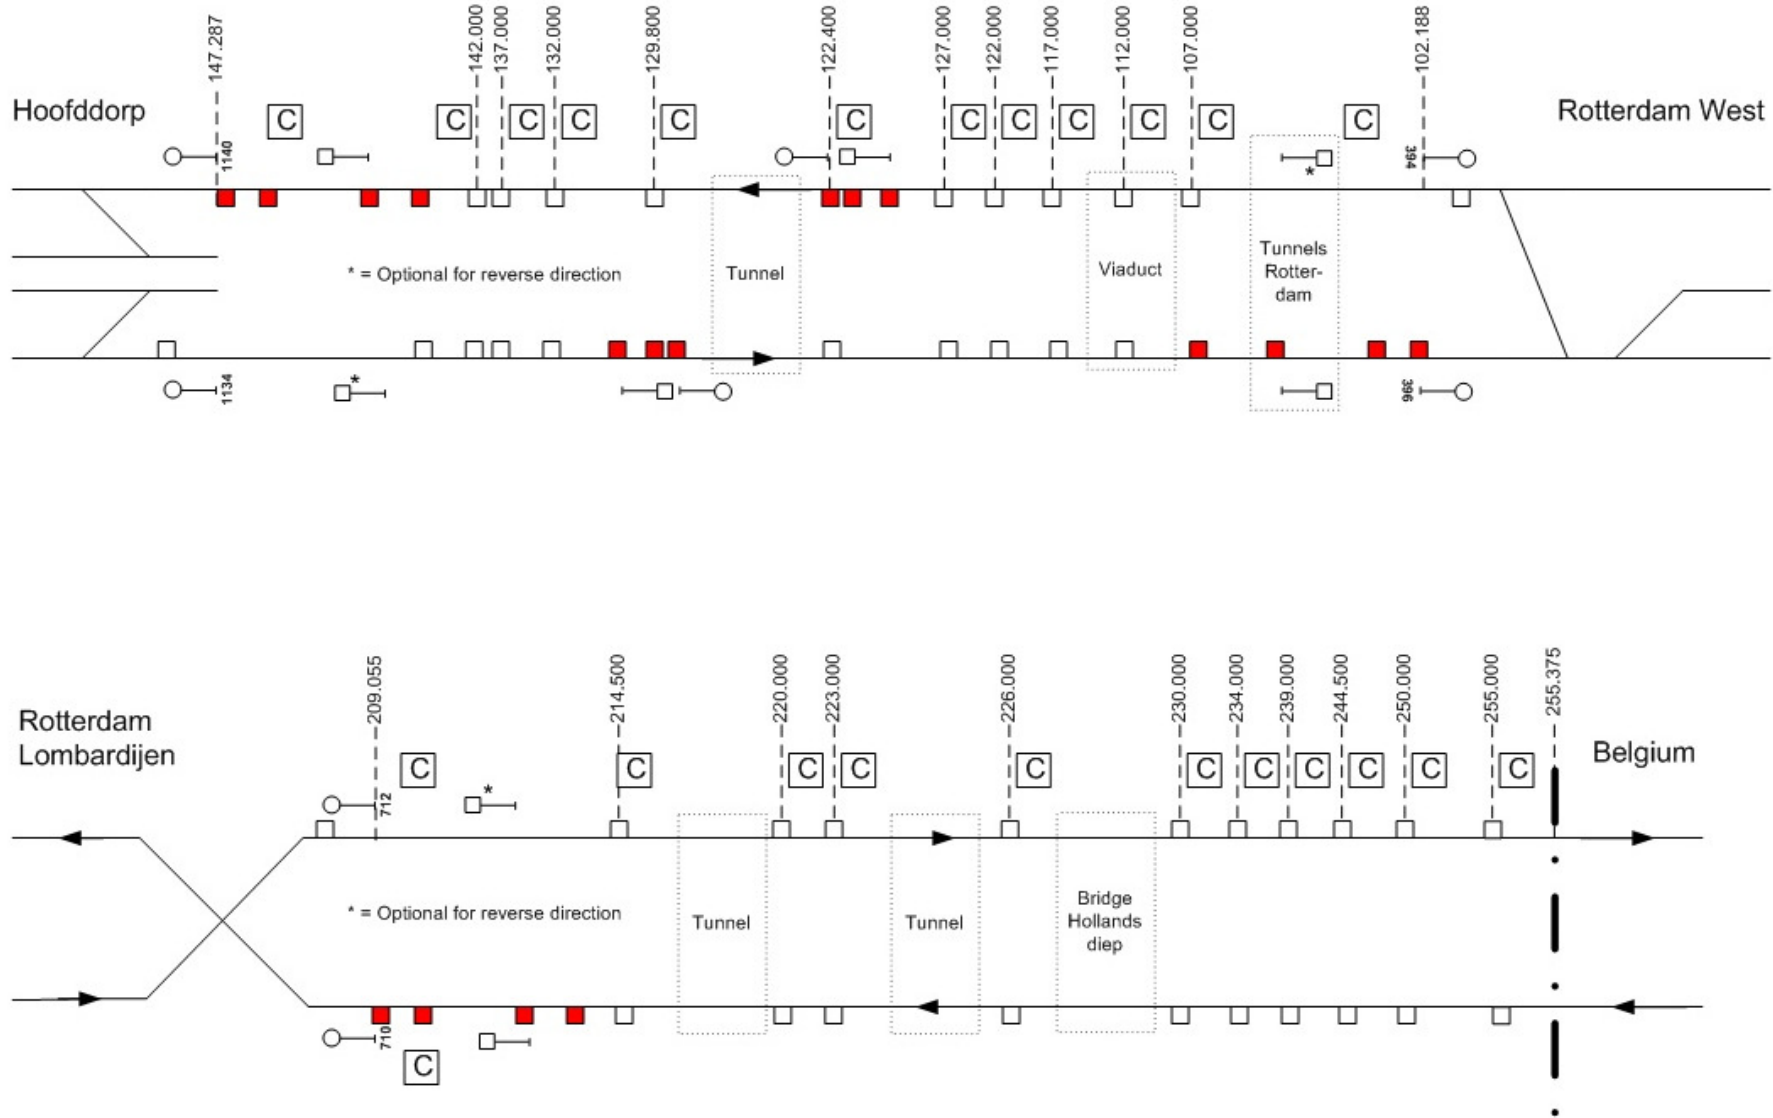 147.287
142.000
137.000
132.000
129.800
122.400
127.000
122.000
117.000
112.000
107.000
102.188
Hoofddorp
C
C
C
C
C
C
C
C
C
C
C
C
Rotterdam West
1140
*
394
* = Optional for reverse direction
Tunnel
Viaduct
Tunnels
Rotter-
dam
1134
*
396
209.055
214.500
220.000
223.000
226.000
230.000
234.000
239.000
244.500
250.000
255.000
255.375
Rotterdam
Lombardijen
C
C
C
C
C
C
C
C
C
C
C
Belgium
712
*
* = Optional for reverse direction
Tunnel
Tunnel
Bridge
Hollands
diep
710
C